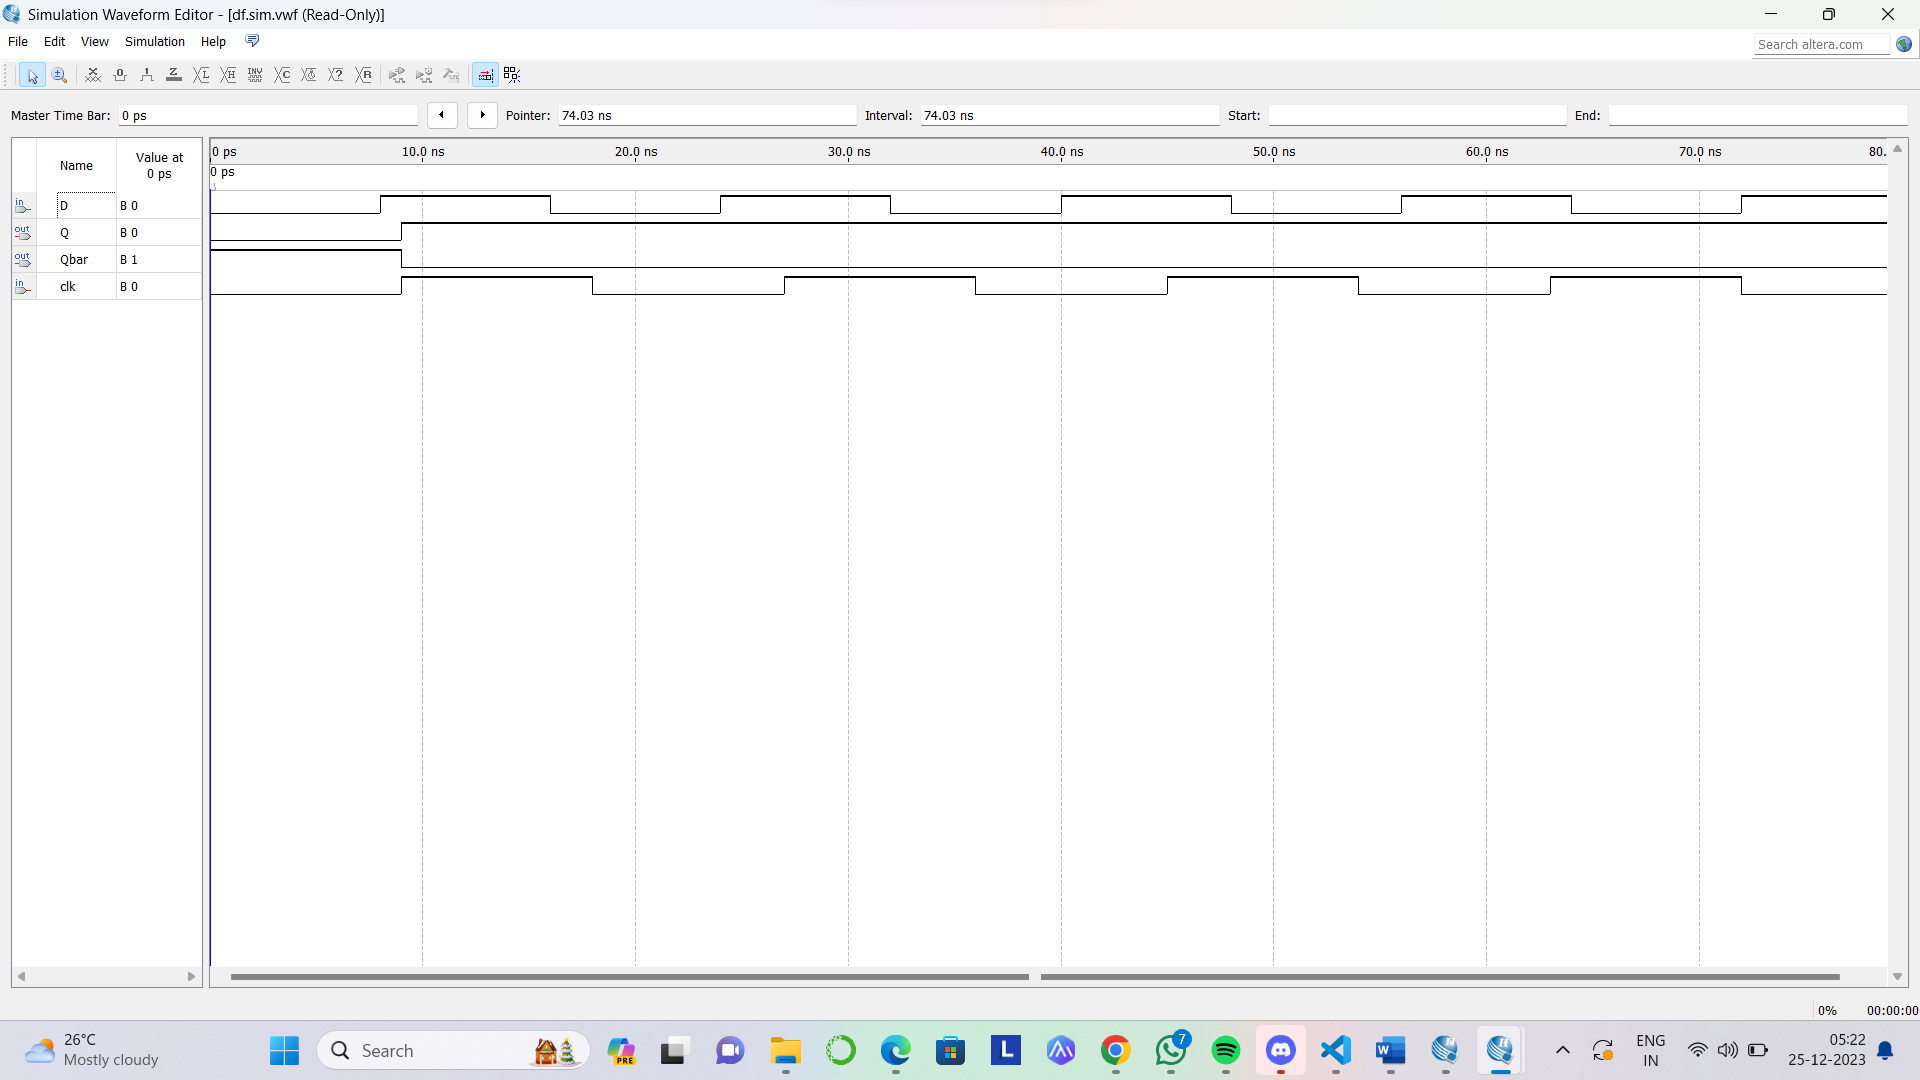 Simulation Waveform Editor - [df.sim.vwf (Read-Only)]
File Edit View Simulation Help
Search altera.com
Master Time Bar: 0 ps Pointer: 74.03 ns Interval: 74.03 ns Start: End:
Name Value at 0 ps
0 ps 10.0 ns 20.0 ns 30.0 ns 40.0 ns 50.0 ns 60.0 ns 70.0 ns 80.
0 ps
in D B 0
out Q B 0
out Qbar B 1
in clk B 0
0% 00:00:00
26°C
Mostly cloudy
Search
PRE
L
7
W
ENG
IN
05:22
25-12-2023